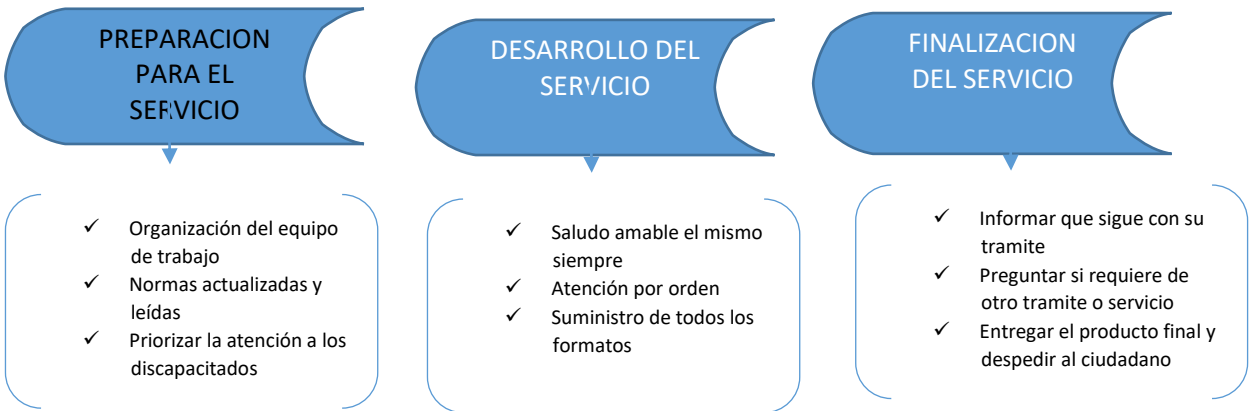 PREPARACION
PARA EL
SERVICIO
✓ Organización del equipo
de trabajo
✓ Normas actualizadas y
leídas
✓ Priorizar la atención a los
discapacitados
DESARROLLO DEL
SERVICIO
✓ Saludo amable el mismo
siempre
✓ Atención por orden
✓ Suministro de todos los
formatos
FINALIZACION
DEL SERVICIO
✓ Informar que sigue con su
tramite
✓ Preguntar si requiere de
otro tramite o servicio
✓ Entregar el producto final y
despedir al ciudadano